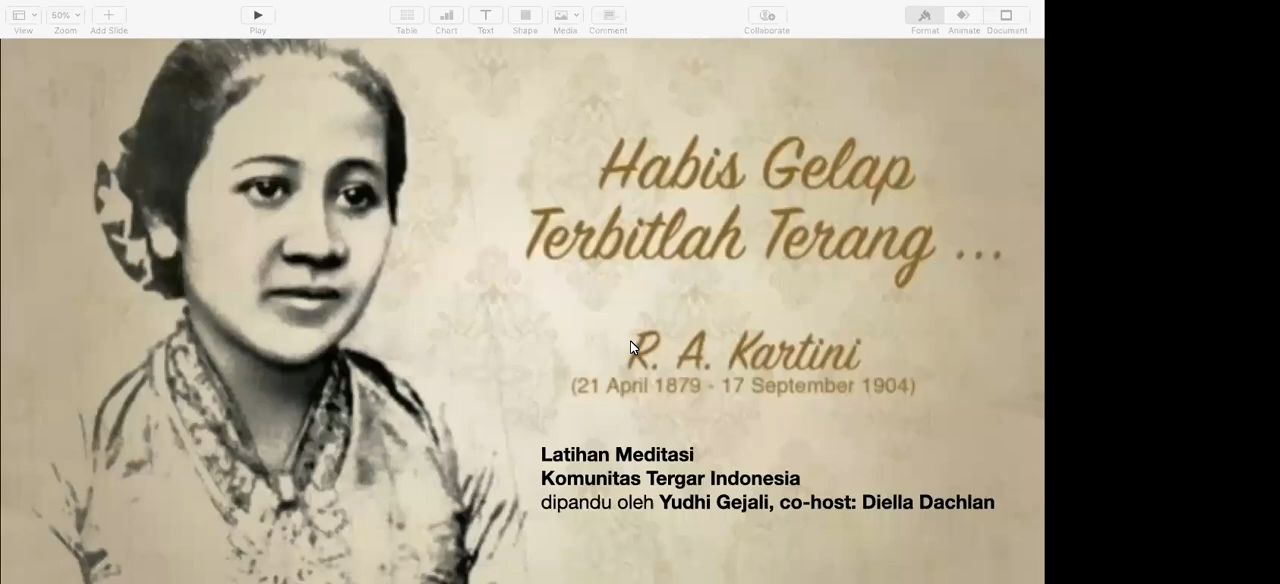 50%
View
Zoom
Add Slide
Play
Table
Chart
Text
Shape
Media
Comment
Collaborate
Format
Animate
Document
Habis Gelap
Terbitlah Terang ...
R. A. Kartini
(21 April 1879 - 17 September 1904)
Latihan Meditasi
Komunitas Tergar Indonesia
dipandu oleh Yudhi Gejali, co-host: Diella Dachlan